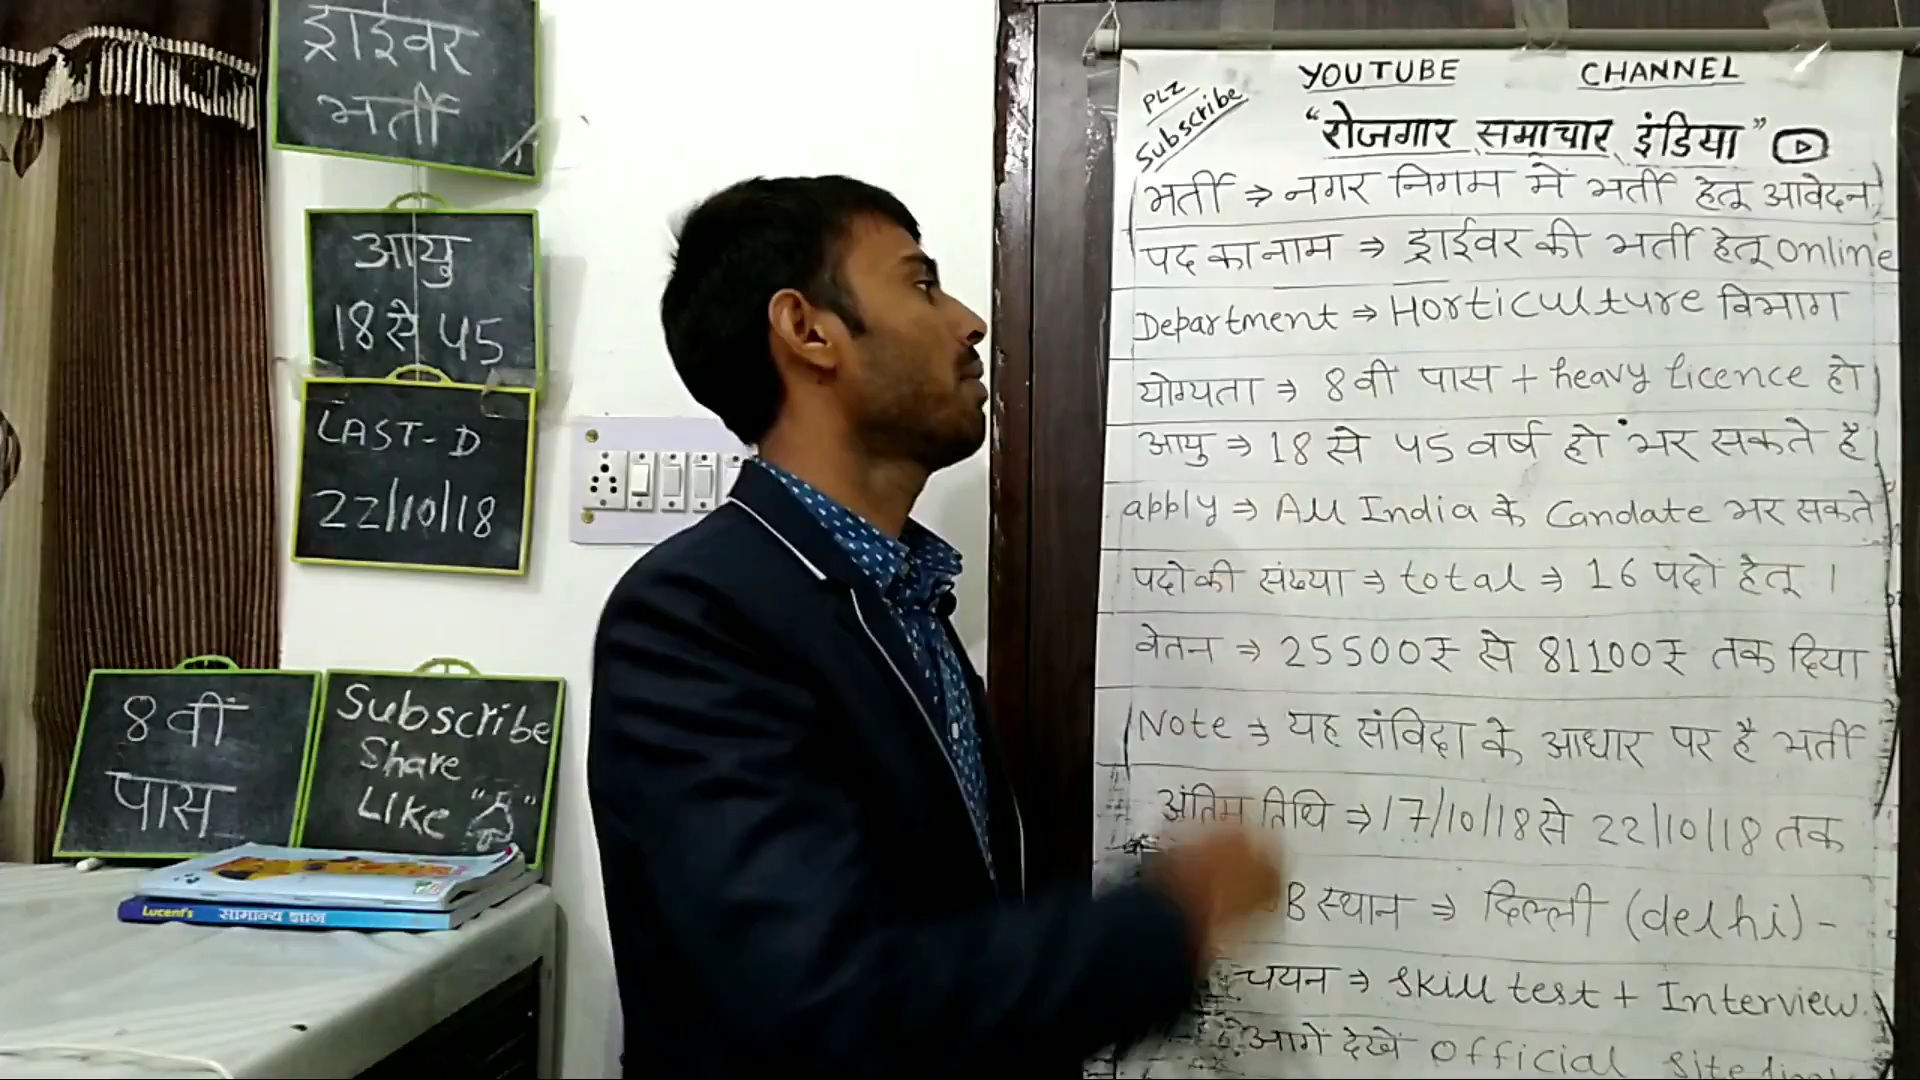 ड्राईवर
भर्ती
आयु
18 से 45
LAST-D
22/10/18
8 वीं
पास
Subscribe
Share
Like
Lucent's सामान्य ज्ञान
PLZ
Subscribe
YOUTUBE CHANNEL
"रोजगार समाचार इंडिया"
भर्ती ⇒ नगर निगम में भर्ती हेतू आवेदन
पद का नाम ⇒ ड्राईवर की भर्ती हेतू online
Department ⇒ Horticulture विभाग
योग्यता ⇒ 8 वी पास + heavy licence हो
आयु ⇒ 18 से 45 वर्ष हो भर सकते है
apply ⇒ All India के Candate भर सकते
पदो की संख्या ⇒ total ⇒ 16 पदों हेतू ।
वेतन ⇒ 25500₹ से 81100₹ तक दिया
Note ⇒ यह संविदा के आधार पर है भर्ती
अंतिम तिथि ⇒ 17/10/18 से 22/10/18 तक
B स्थान ⇒ दिल्ली (delhi) -
चयन ⇒ skill test + Interview.
आगें देखें official site